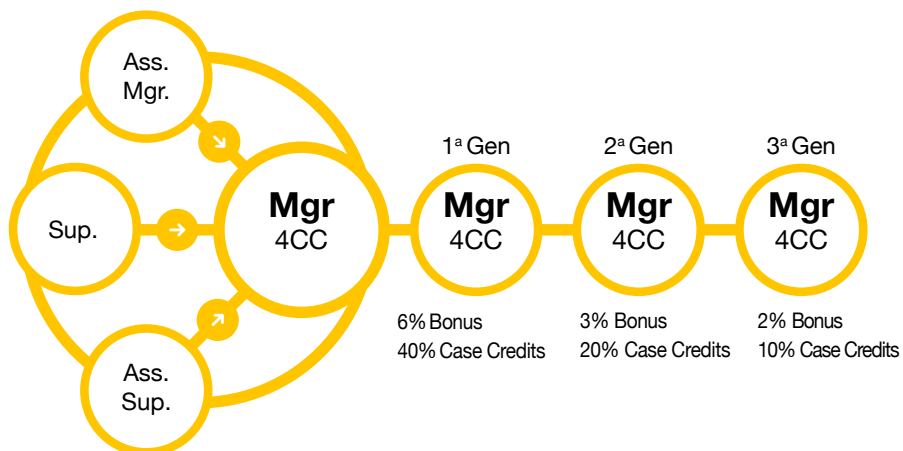 Ass.
Mgr.
Sup.
Ass.
Sup.
Mgr
4CC
1ª Gen
Mgr
4CC
6% Bonus
40% Case Credits
2ª Gen
Mgr
4CC
3% Bonus
20% Case Credits
3ª Gen
Mgr
4CC
2% Bonus
10% Case Credits